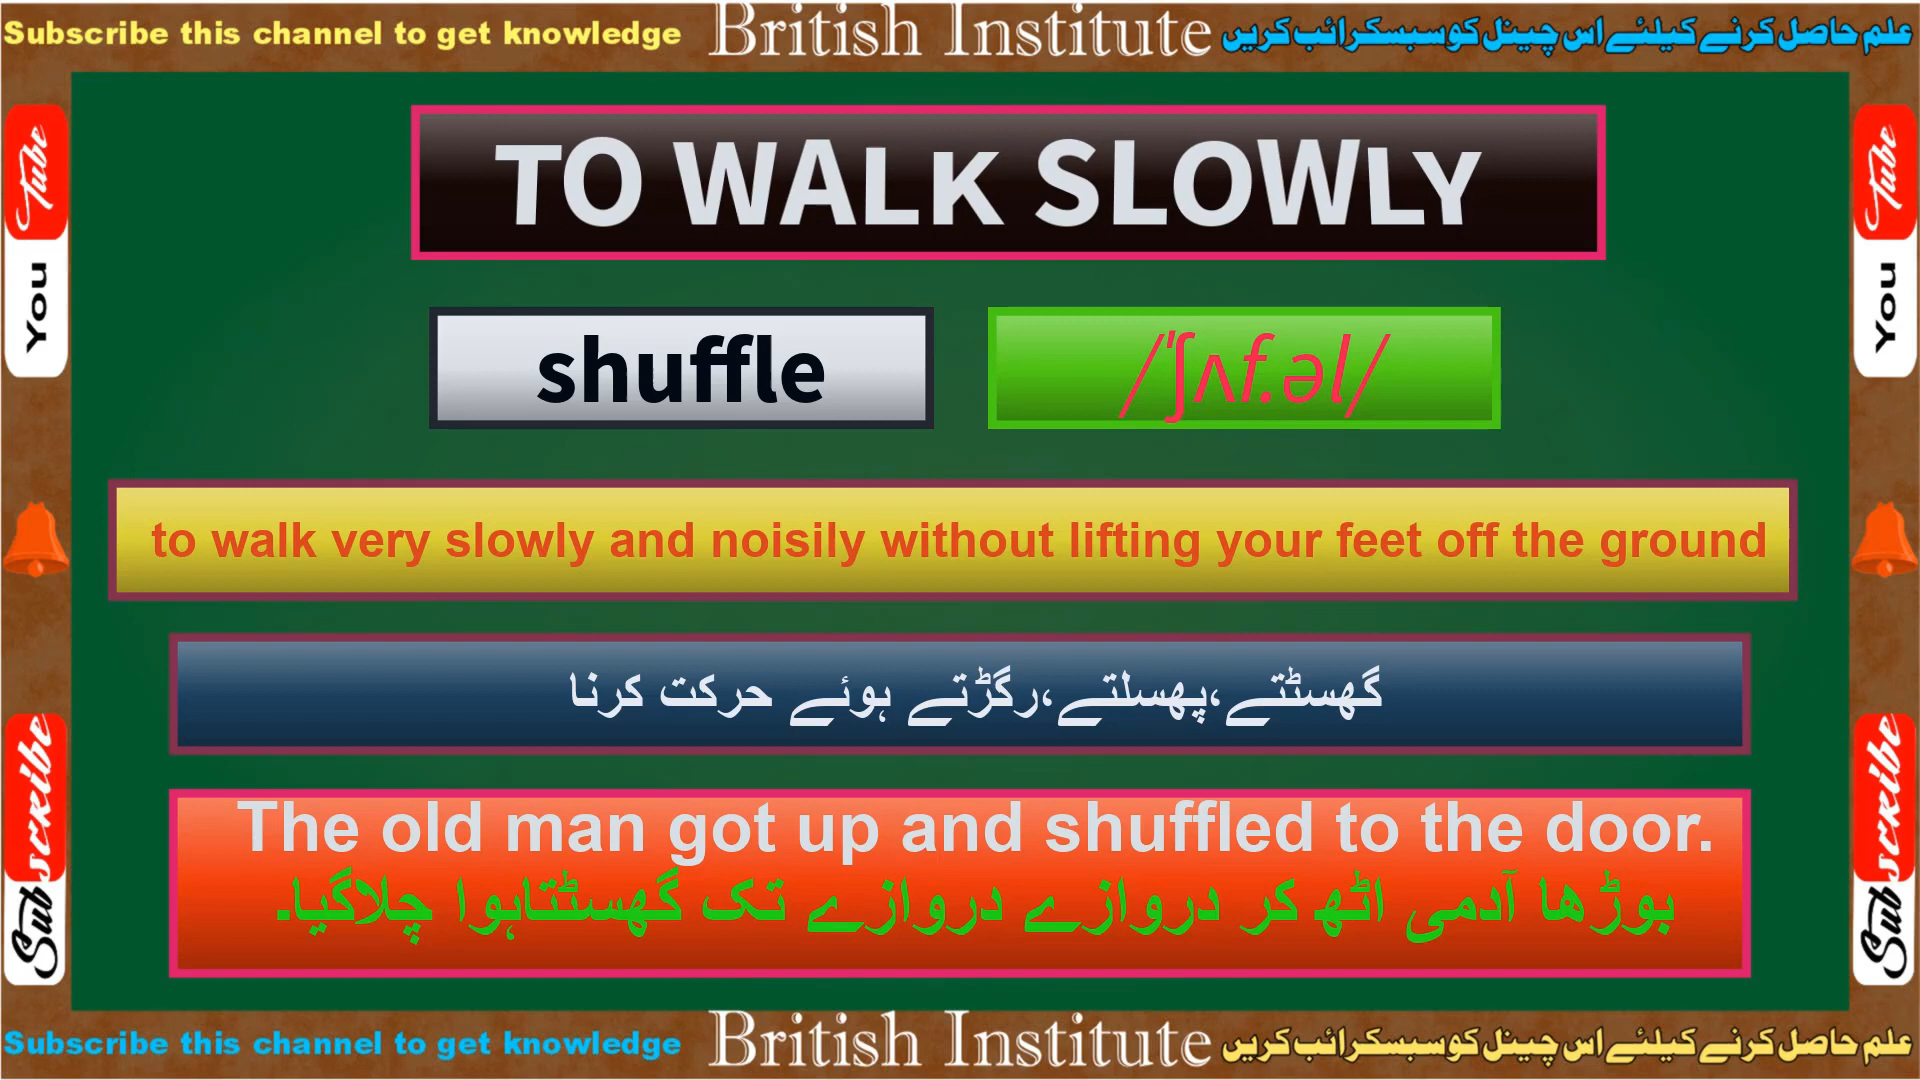 Subscribe this channel to get knowledge British Institute علم حاصل کرنے کیلئے اس چینل کو سبسکرائب کریں
You Tube
You Tube
TO WALK SLOWLY
shuffle /ˈʃʌf.əl/
to walk very slowly and noisily without lifting your feet off the ground
گھسٹتے،پھسلتے،رگڑتے ہوئے حرکت کرنا
The old man got up and shuffled to the door.
بوڑھا آدمی اٹھ کر دروازے دروازے تک گھسٹتاہوا چلاگیا۔
Subscribe
Subscribe
Subscribe this channel to get knowledge British Institute علم حاصل کرنے کیلئے اس چینل کو سبسکرائب کریں